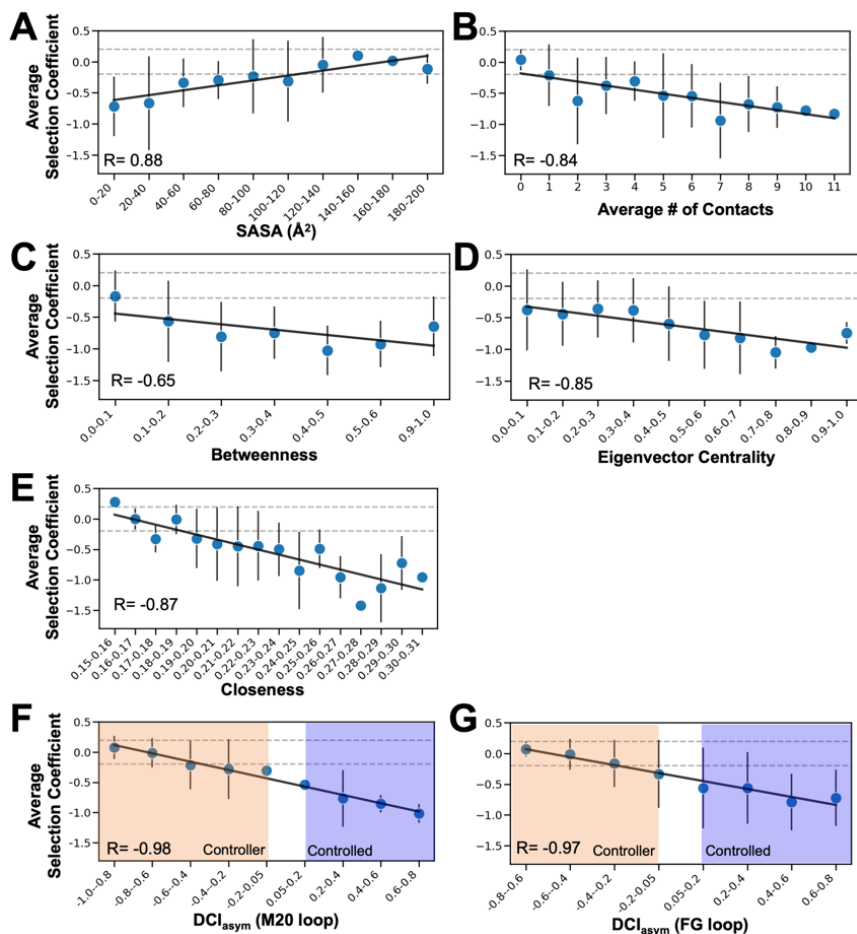 A
Average
Selection Coefficient
0.5
0.0
−0.5
−1.0
−1.5
R= 0.88
0-20
20-40
40-60
60-80
80-100
100-120
120-140
140-160
160-180
180-200
SASA (Å²)
B
Average
Selection Coefficient
0.5
0.0
−0.5
−1.0
−1.5
R= -0.84
0 1 2 3 4 5 6 7 8 9 10 11
Average # of Contacts
C
Average
Selection Coefficient
0.5
0.0
−0.5
−1.0
−1.5
R= -0.65
0.0-0.1
0.1-0.2
0.2-0.3
0.3-0.4
0.4-0.5
0.5-0.6
0.9-1.0
Betweenness
D
0.5
0.0
−0.5
−1.0
−1.5
R= -0.85
0.0-0.1
0.1-0.2
0.2-0.3
0.3-0.4
0.4-0.5
0.5-0.6
0.6-0.7
0.7-0.8
0.8-0.9
0.9-1.0
Eigenvector Centrality
E
Average
Selection Coefficient
0.5
0.0
−0.5
−1.0
−1.5
R= -0.87
0.15-0.16
0.16-0.17
0.17-0.18
0.18-0.19
0.19-0.20
0.20-0.21
0.21-0.22
0.22-0.23
0.23-0.24
0.24-0.25
0.25-0.26
0.26-0.27
0.27-0.28
0.28-0.29
0.29-0.30
0.30-0.31
Closeness
F
Average
Selection Coefficient
0.5
0.0
−0.5
−1.0
−1.5
R= -0.98
Controller
Controlled
-1.0--0.8
-0.8--0.6
-0.6--0.4
-0.4--0.2
-0.2-0.05
0.05-0.2
0.2-0.4
0.4-0.6
0.6-0.8
DCIasym (M20 loop)
G
Average
Selection Coefficient
0.5
0.0
−0.5
−1.0
−1.5
R= -0.97
Controller
Controlled
-0.8--0.6
-0.6--0.4
-0.4--0.2
-0.2-0.05
0.05-0.2
0.2-0.4
0.4-0.6
0.6-0.8
DCIasym (FG loop)